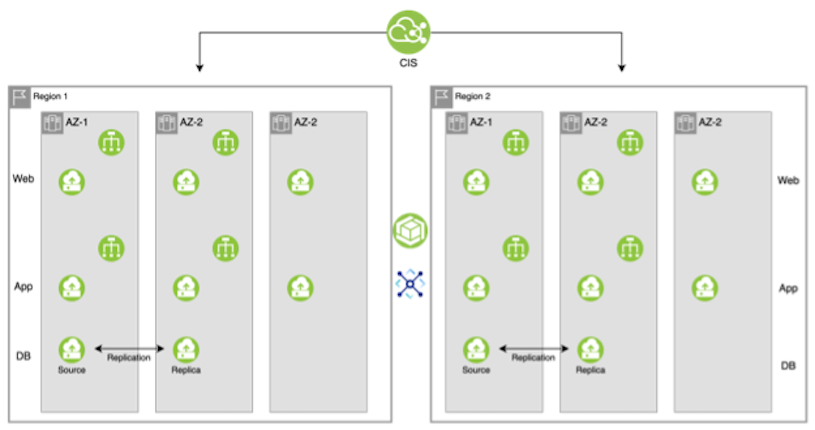 CIS
Region 1
Region 2
AZ-1
AZ-2
AZ-2
AZ-1
AZ-2
AZ-2
Web
Web
App
App
DB
Replication
Source
Replica
Replication
Source
Replica
DB